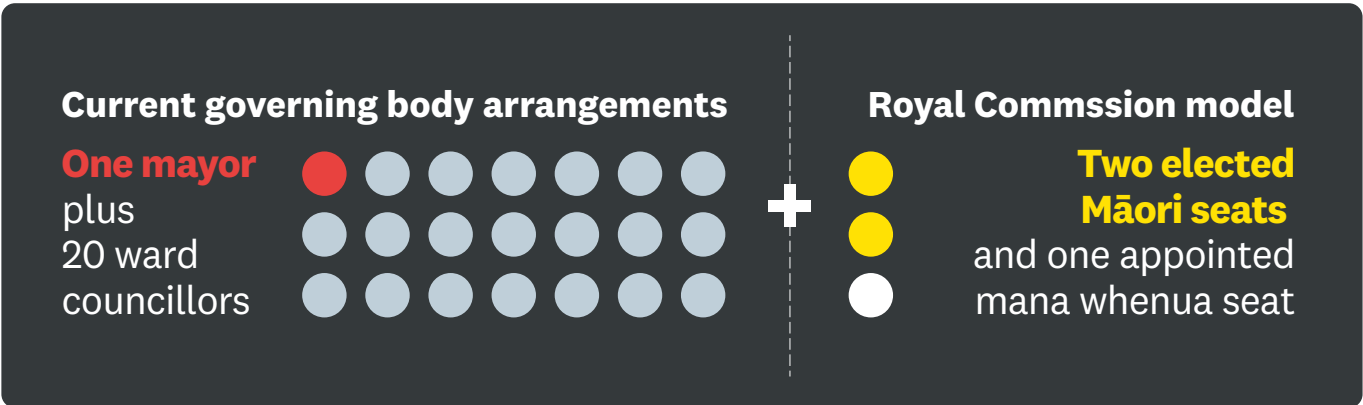 Current governing body arrangements
One mayor
plus
20 ward
councillors
Royal Commssion model
Two elected
Māori seats
and one appointed
mana whenua seat